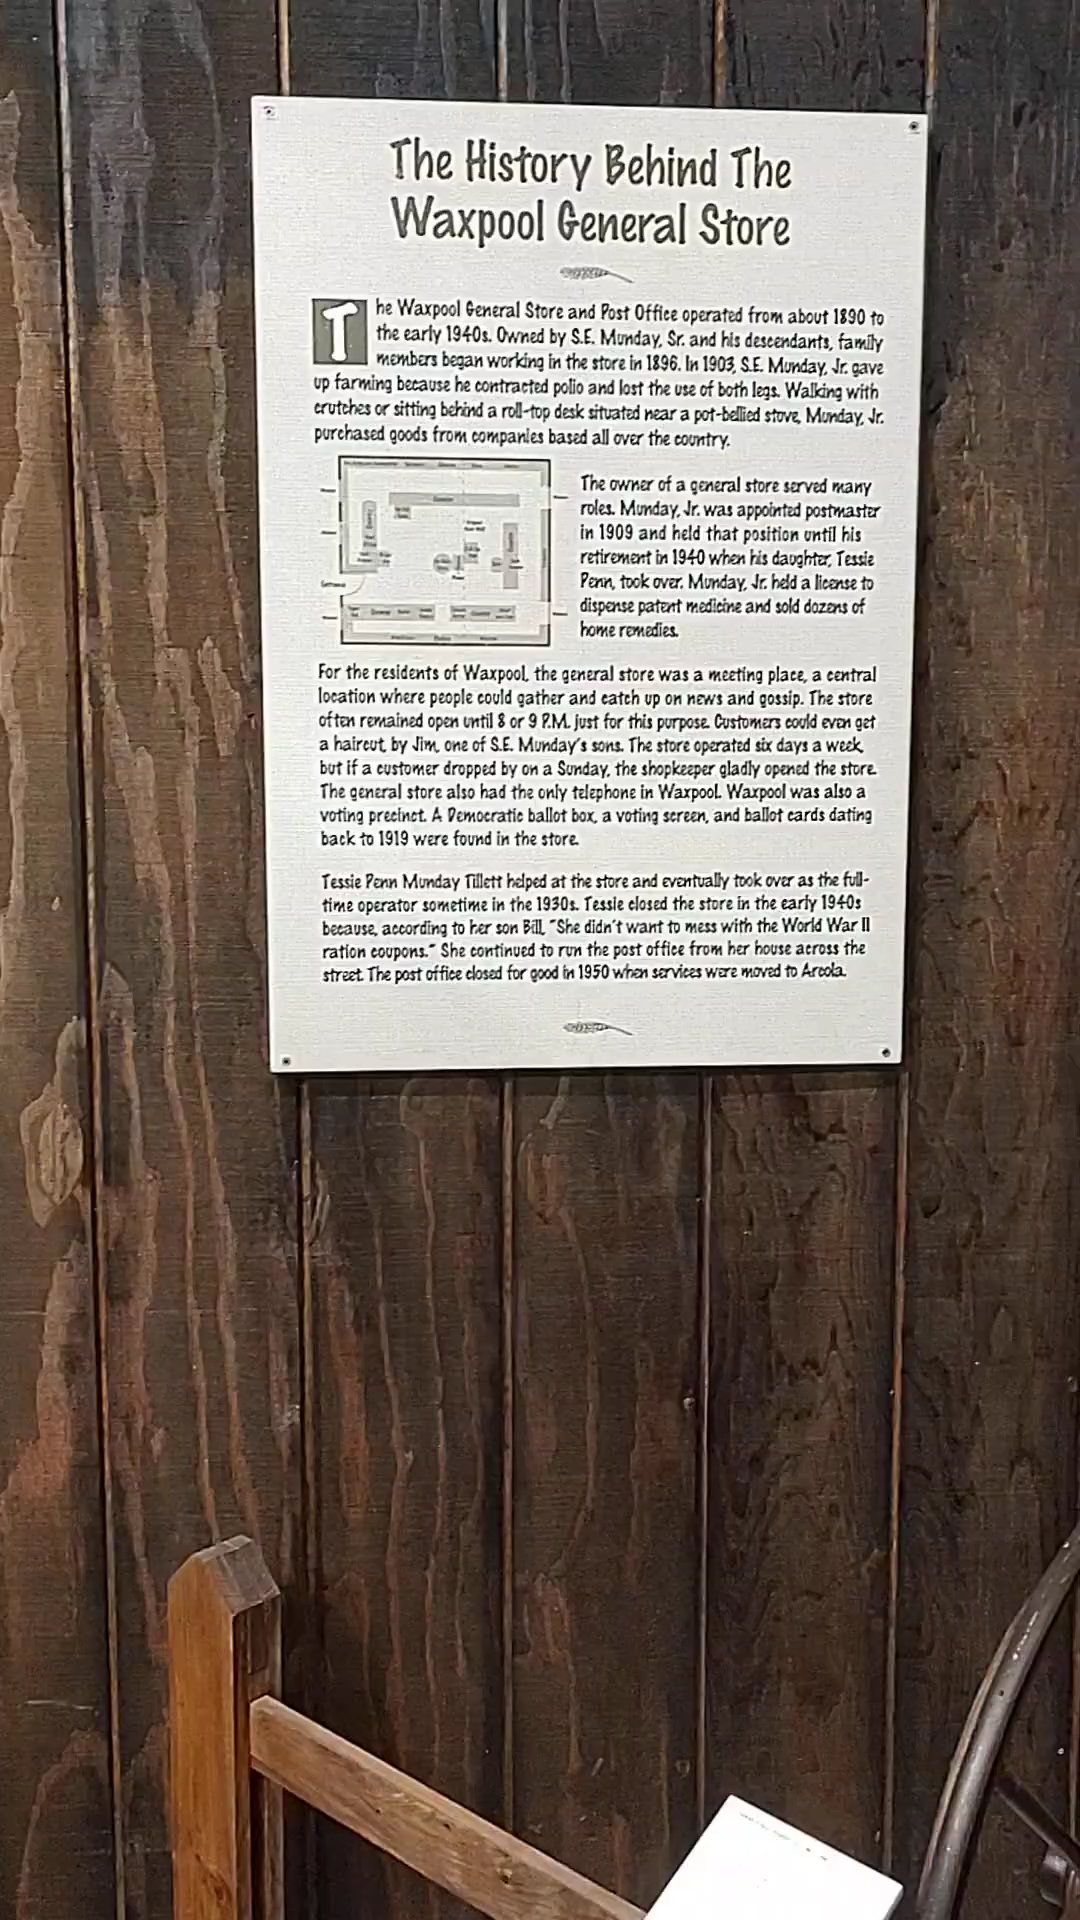 The History Behind The
Waxpool General Store
The Waxpool General Store and Post Office operated from about 1890 to
the early 1940s. Owned by S.E. Munday, Sr. and his descendants, family
members began working in the store in 1896. In 1903, S.E. Munday, Jr. gave
up farming because he contracted polio and lost the use of both legs. Walking with
crutches or sitting behind a roll-top desk situated near a pot-bellied stove, Munday, Jr.
purchased goods from companies based all over the country.
The owner of a general store served many
roles. Munday, Jr. was appointed postmaster
in 1909 and held that position until his
retirement in 1940 when his daughter, Tessie
Penn, took over. Munday, Jr. held a license to
dispense patent medicine and sold dozens of
home remedies.
For the residents of Waxpool, the general store was a meeting place, a central
location where people could gather and catch up on news and gossip. The store
often remained open until 8 or 9 P.M. just for this purpose. Customers could even get
a haircut, by Jim, one of S.E. Munday's sons. The store operated six days a week,
but if a customer dropped by on a Sunday, the shopkeeper gladly opened the store.
The general store also had the only telephone in Waxpool. Waxpool was also a
voting precinct. A Democratic ballot box, a voting screen, and ballot cards dating
back to 1919 were found in the store.
Tessie Penn Munday Tillett helped at the store and eventually took over as the full-
time operator sometime in the 1930s. Tessie closed the store in the early 1940s
because, according to her son Bill, "She didn't want to mess with the World War II
ration coupons." She continued to run the post office from her house across the
street. The post office closed for good in 1950 when services were moved to Arcola.